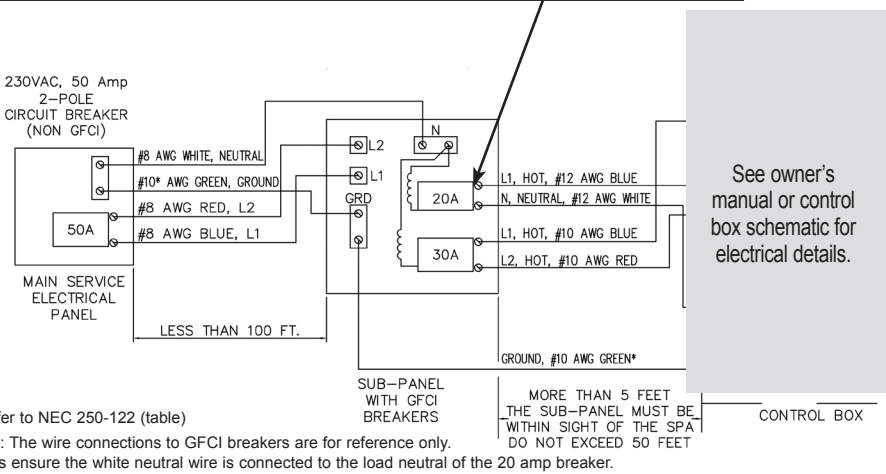 230VAC, 50 Amp
2-POLE
CIRCUIT BREAKER
(NON GFCI)
#8 AWG WHITE, NEUTRAL
#10* AWG GREEN, GROUND
#8 AWG RED, L2
#8 AWG BLUE, L1
50A
MAIN SERVICE
ELECTRICAL
PANEL
LESS THAN 100 FT.
L2
L1
GRD
N
20A
30A
L1, HOT, #12 AWG BLUE
N, NEUTRAL, #12 AWG WHITE
L1, HOT, #10 AWG BLUE
L2, HOT, #10 AWG RED
GROUND, #10 AWG GREEN*
See owner's
manual or control
box schematic for
electrical details.
SUB-PANEL
WITH GFCI
BREAKERS
MORE THAN 5 FEET
THE SUB-PANEL MUST BE
WITHIN SIGHT OF THE SPA
DO NOT EXCEED 50 FEET
CONTROL BOX
fer to NEC 250-122 (table)
: The wire connections to GFCI breakers are for reference only.
s ensure the white neutral wire is connected to the load neutral of the 20 amp breaker.